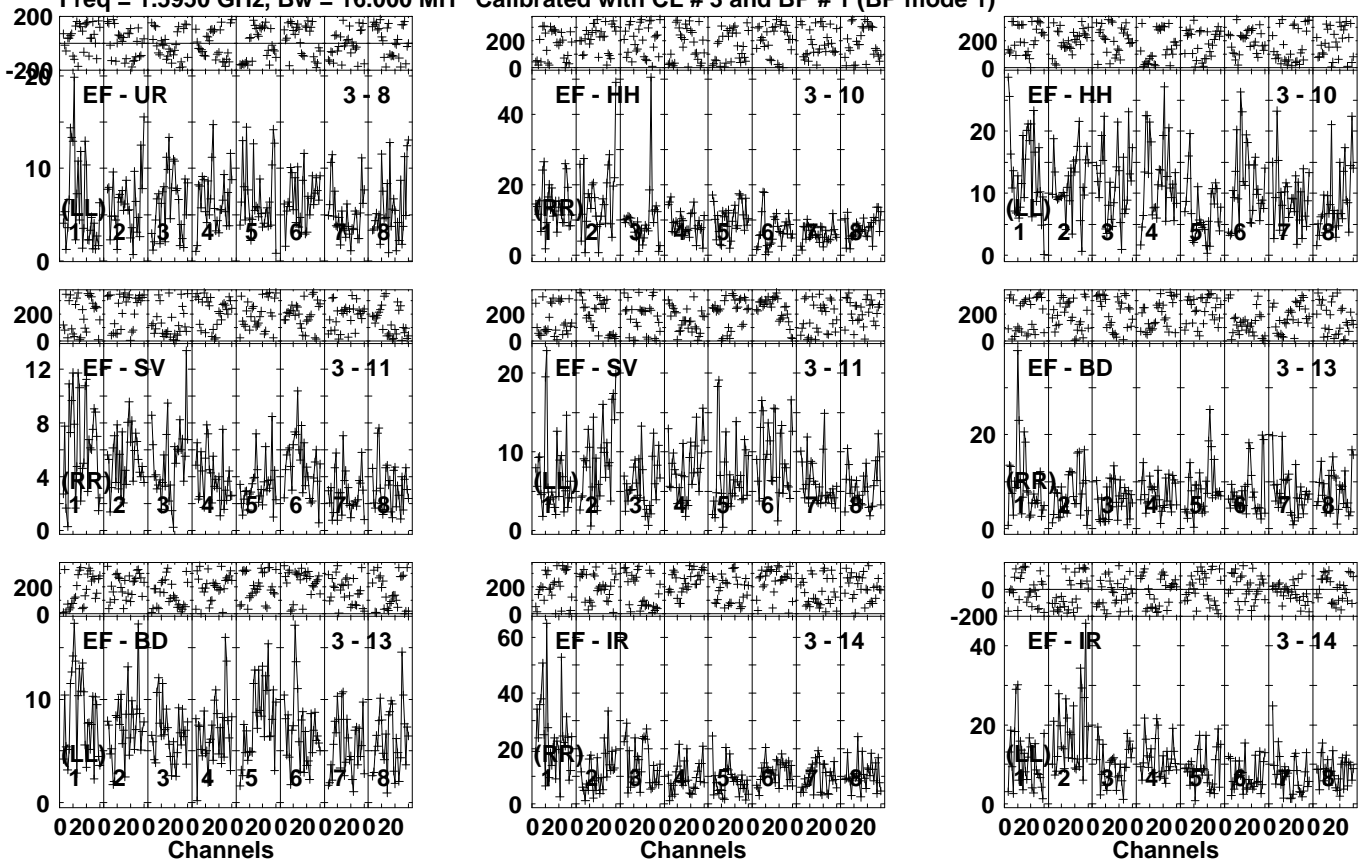 Freq = 1.5950 GHz, Bw = 16.000 MH Calibrated with CL # 3 and BP # 1 (BP mode 1)
200
-200
20
EF - UR 3 - 8
10
(LL)
1 2 3 4 5 6 7 8
0
200
0
EF - HH 3 - 10
40
20
(RR)
1 2 3 4 5 6 7 8
0
200
0
EF - HH 3 - 10
20
10
(LL)
1 2 3 4 5 6 7 8
0
200
0
12
EF - SV 3 - 11
8
4
(RR)
1 2 3 4 5 6 7 8
0
200
0
20
EF - SV 3 - 11
10
(LL)
1 2 3 4 5 6 7 8
0
200
0
EF - BD 3 - 13
20
(RR)
1 2 3 4 5 6 7 8
0
200
0
EF - BD 3 - 13
10
(LL)
1 2 3 4 5 6 7 8
0
0 20 0 20 0 20 0 20 0 20 0 20 0 20 0 20
Channels
200
0
60
EF - IR 3 - 14
40
20
(RR)
1 2 3 4 5 6 7 8
0
0 20 0 20 0 20 0 20 0 20 0 20 0 20 0 20
Channels
0
-200
40
EF - IR 3 - 14
20
(LL)
1 2 3 4 5 6 7 8
0
0 20 0 20 0 20 0 20 0 20 0 20 0 20 0 20
Channels